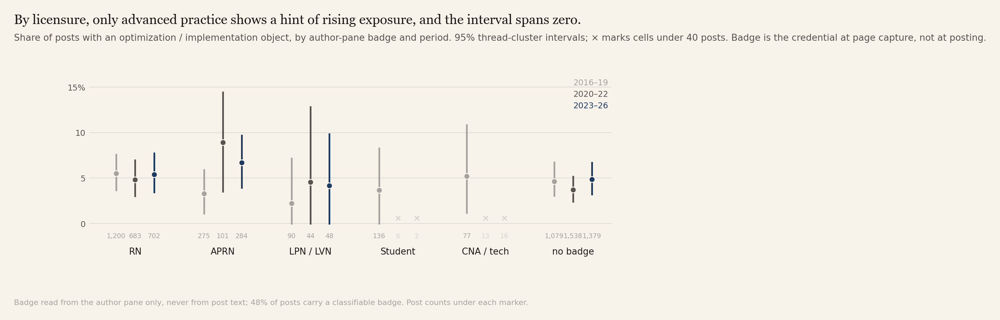 By licensure, only advanced practice shows a hint of rising exposure, and the interval spans zero.
Share of posts with an optimization / implementation object, by author-pane badge and period. 95% thread-cluster intervals; × marks cells under 40 posts. Badge is the credential at page capture, not at posting.
2016–19
15%
2020–22
2023–26
10
5
0
1,200 683 702 275 101 284 90 44 48 136 6 2 77 13 16 1,079 1,538 1,379
RN APRN LPN / LVN Student CNA / tech no badge
Badge read from the author pane only, never from post text; 48% of posts carry a classifiable badge. Post counts under each marker.